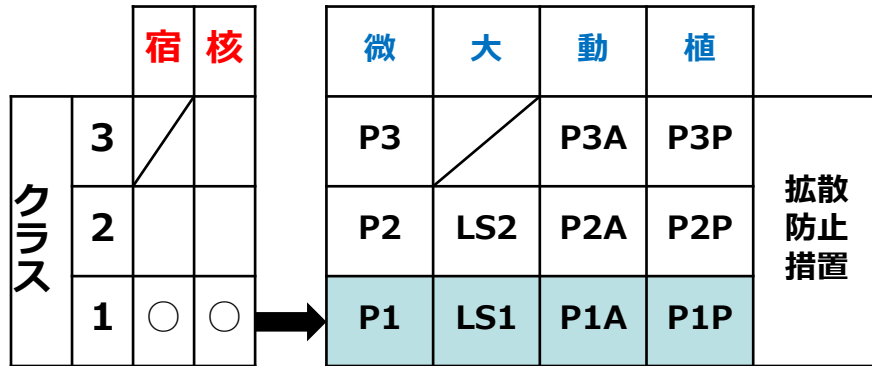 宿 核 微 大 動 植
クラス
3 P3 P3A P3P
2 P2 LS2 P2A P2P
1 ○ ○ P1 LS1 P1A P1P
拡散
防止
措置